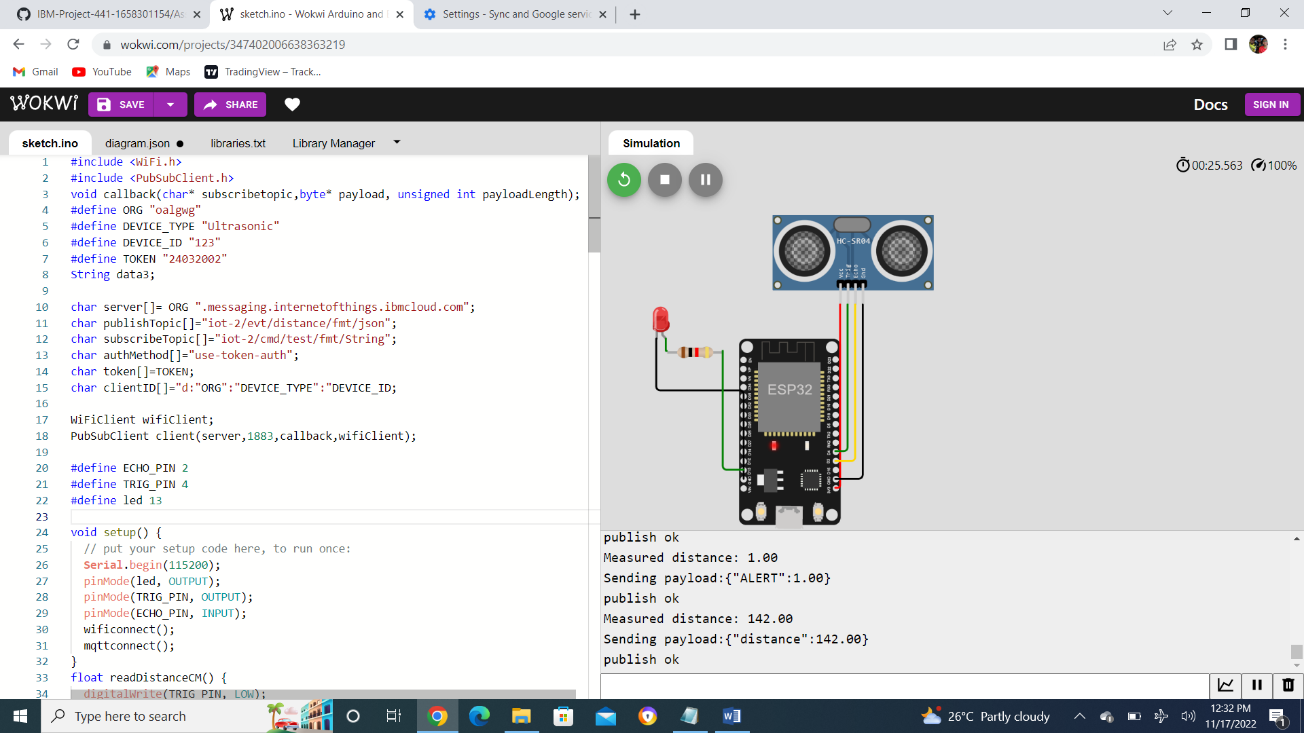 IBM-Project-441-1658301154/As
sketch.ino - Wokwi Arduino and
Settings - Sync and Google servic
wokwi.com/projects/347402006638363219
Gmail
YouTube
Maps
TradingView – Track...
WOKWI
SAVE
SHARE
Docs
SIGN IN
sketch.ino
diagram.json ●
libraries.txt
Library Manager
1 #include <WiFi.h>
2 #include <PubSubClient.h>
3 void callback(char* subscribetopic,byte* payload, unsigned int payloadLength);
4 #define ORG "oalgwg"
5 #define DEVICE_TYPE "Ultrasonic"
6 #define DEVICE_ID "123"
7 #define TOKEN "24032002"
8 String data3;
9
10 char server[]= ORG ".messaging.internetofthings.ibmcloud.com";
11 char publishTopic[]="iot-2/evt/distance/fmt/json";
12 char subscribeTopic[]="iot-2/cmd/test/fmt/String";
13 char authMethod[]="use-token-auth";
14 char token[]=TOKEN;
15 char clientID[]="d:"ORG":"DEVICE_TYPE":"DEVICE_ID;
16
17 WiFiClient wifiClient;
18 PubSubClient client(server,1883,callback,wifiClient);
19
20 #define ECHO_PIN 2
21 #define TRIG_PIN 4
22 #define led 13
23
24 void setup() {
25 // put your setup code here, to run once:
26 Serial.begin(115200);
27 pinMode(led, OUTPUT);
28 pinMode(TRIG_PIN, OUTPUT);
29 pinMode(ECHO_PIN, INPUT);
30 wificonnect();
31 mqttconnect();
32 }
33 float readDistanceCM() {
34 digitalWrite(TRIG_PIN, LOW);
Simulation
00:25.563
100%
HC-SR04
Vcc
Trig
Echo
Gnd
ESP32
publish ok
Measured distance: 1.00
Sending payload:{"ALERT":1.00}
publish ok
Measured distance: 142.00
Sending payload:{"distance":142.00}
publish ok
Type here to search
26°C Partly cloudy
12:32 PM
11/17/2022
1